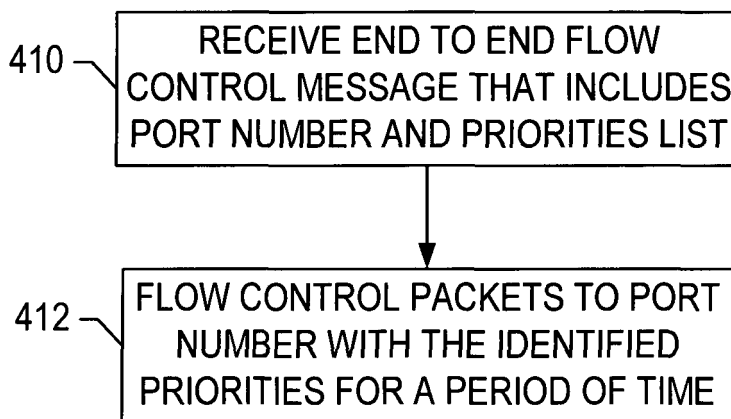 410
RECEIVE END TO END FLOW
CONTROL MESSAGE THAT INCLUDES
PORT NUMBER AND PRIORITIES LIST
412
FLOW CONTROL PACKETS TO PORT
NUMBER WITH THE IDENTIFIED
PRIORITIES FOR A PERIOD OF TIME